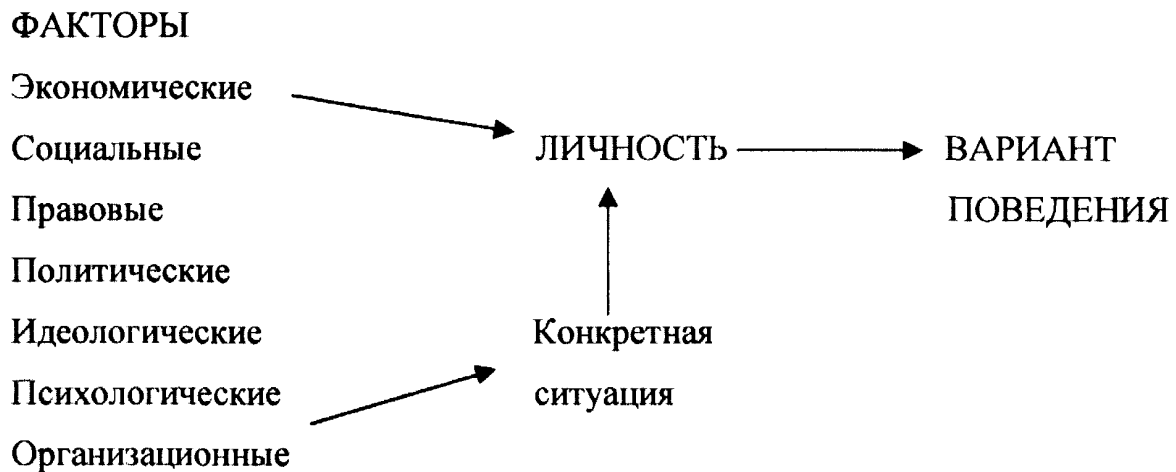 ФАКТОРЫ
Экономические
Социальные
Правовые
Политические
Идеологические
Психологические
Организационные
ЛИЧНОСТЬ
Конкретная
ситуация
ВАРИАНТ
ПОВЕДЕНИЯ